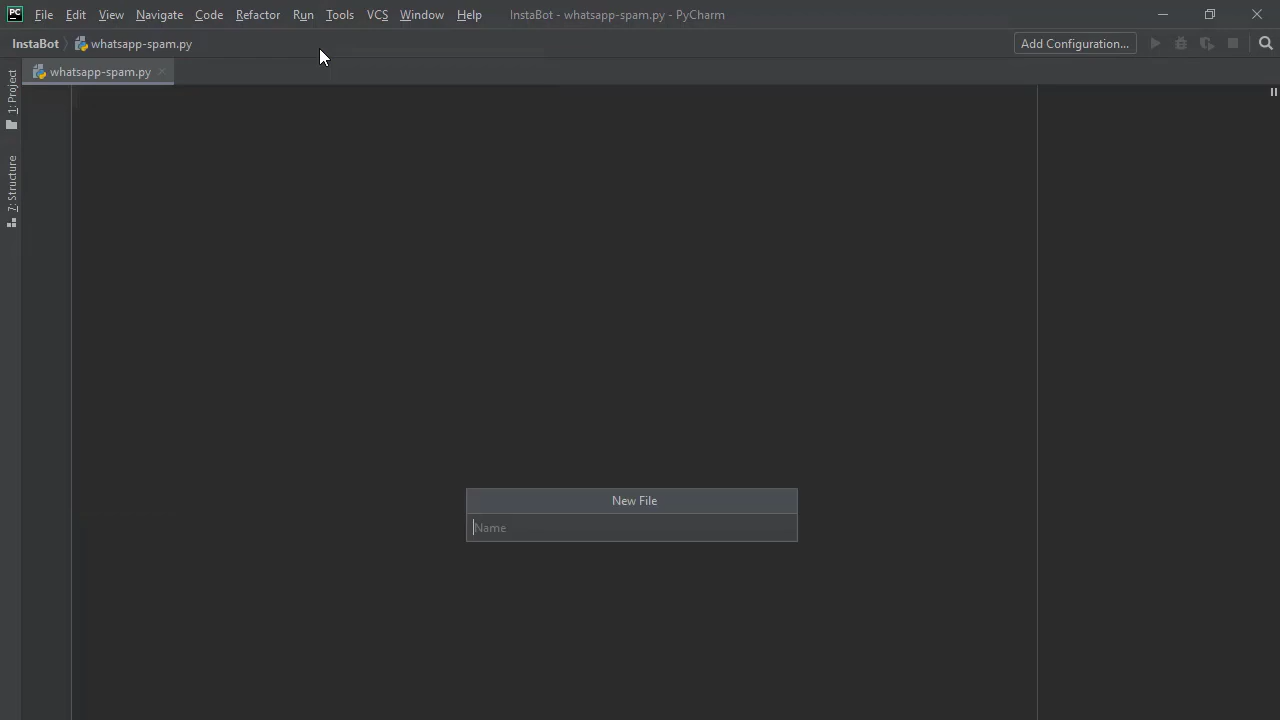 PC File Edit View Navigate Code Refactor Run Tools VCS Window Help InstaBot - whatsapp-spam.py - PyCharm
InstaBot whatsapp-spam.py Add Configuration...
whatsapp-spam.py
1: Project
7: Structure
New File
Name